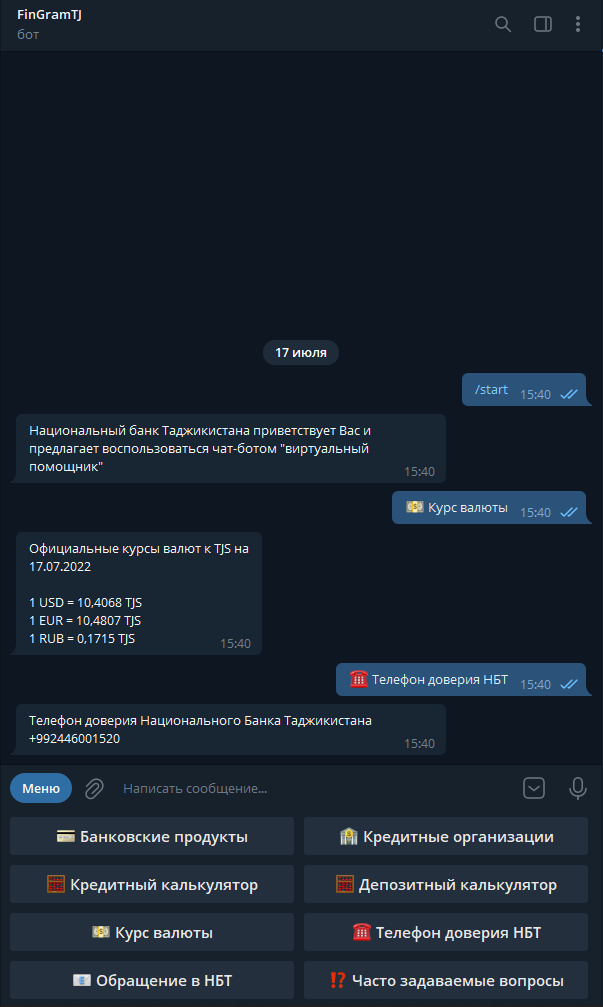 FinGramTJ
бот
17 июля
/start 15:40
Национальный банк Таджикистана приветствует Вас и
предлагает воспользоваться чат-ботом "виртуальный
помощник" 15:40
💵 Курс валюты 15:40
Официальные курсы валют к TJS на
17.07.2022
1 USD = 10,4068 TJS
1 EUR = 10,4807 TJS
1 RUB = 0,1715 TJS 15:40
☎️ Телефон доверия НБТ 15:40
Телефон доверия Национального Банка Таджикистана
+992446001520 15:40
Меню Написать сообщение...
💳 Банковские продукты
🏦 Кредитные организации
🧮 Кредитный калькулятор
🧮 Депозитный калькулятор
💵 Курс валюты
☎️ Телефон доверия НБТ
📧 Обращение в НБТ
⁉️ Часто задаваемые вопросы